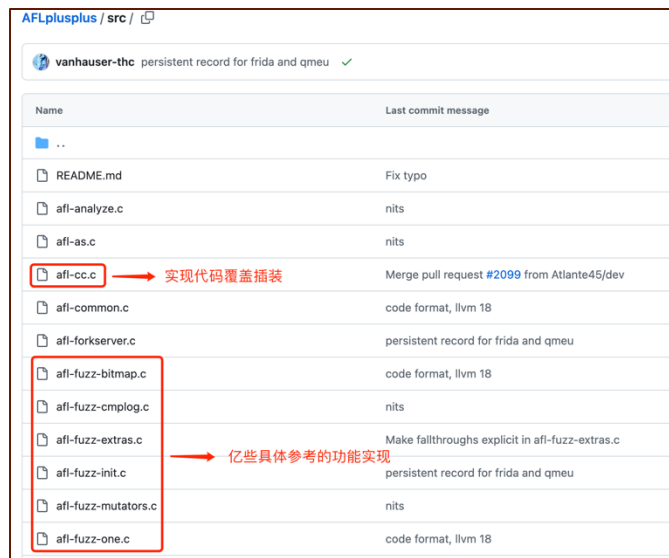 AFLplusplus / src /
vanhauser-thc persistent record for frida and qmeu
Name Last commit message
..
README.md Fix typo
afl-analyze.c nits
afl-as.c nits
afl-cc.c 实现代码覆盖插装 Merge pull request #2099 from Atlante45/dev
afl-common.c code format, llvm 18
afl-forkserver.c persistent record for frida and qmeu
afl-fuzz-bitmap.c code format, llvm 18
afl-fuzz-cmplog.c nits
afl-fuzz-extras.c Make fallthroughs explicit in afl-fuzz-extras.c
亿些具体参考的功能实现
afl-fuzz-init.c persistent record for frida and qmeu
afl-fuzz-mutators.c nits
afl-fuzz-one.c code format, llvm 18